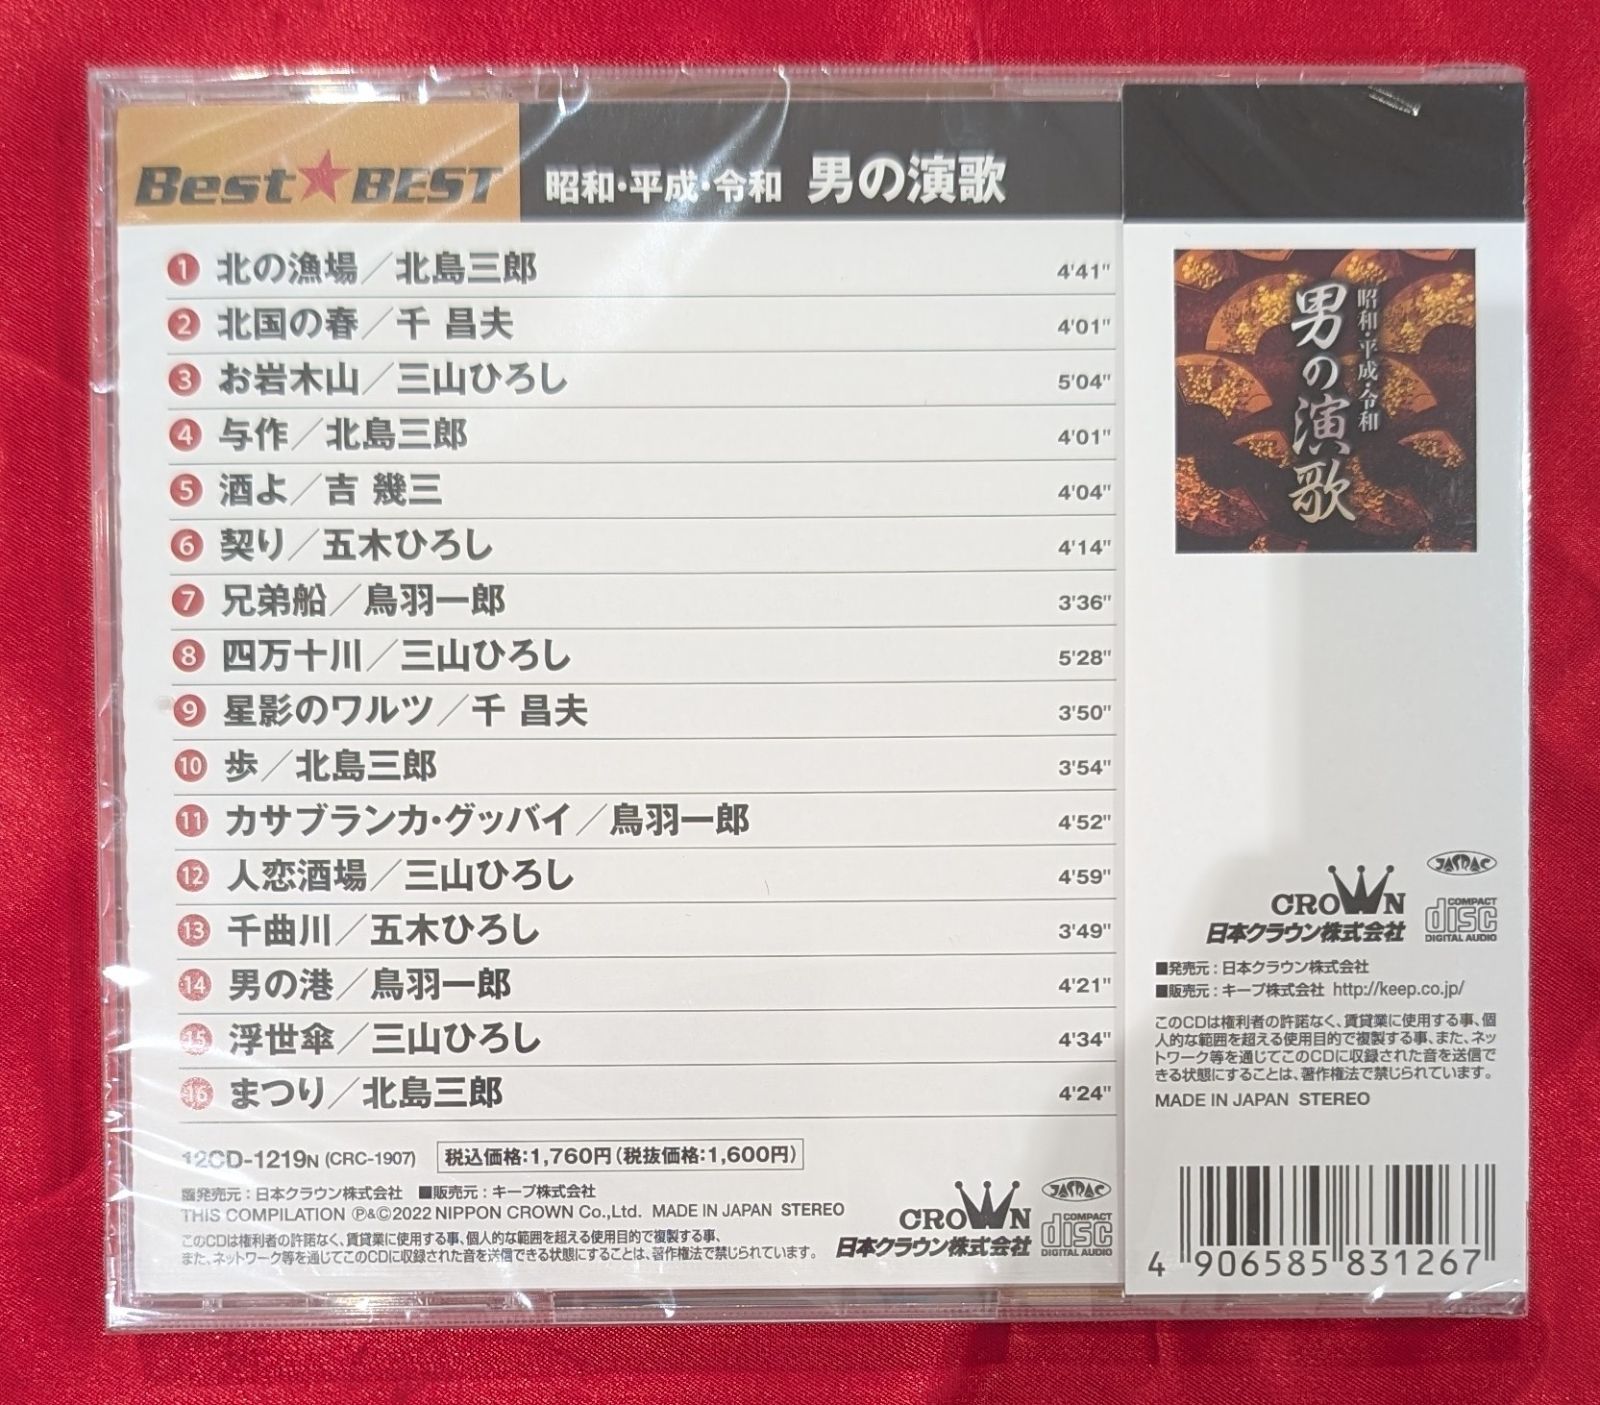 Best★BEST
昭和・平成・令和 男の演歌
1 北の漁場／北島三郎 4'41"
2 北国の春／千 昌夫 4'01"
3 お岩木山／三山ひろし 5'04"
4 与作／北島三郎 4'01"
5 酒よ／吉 幾三 4'04"
6 契り／五木ひろし 4'14"
7 兄弟船／鳥羽一郎 3'36"
8 四万十川／三山ひろし 5'28"
9 星影のワルツ／千 昌夫 3'50"
10 歩／北島三郎 3'54"
11 カサブランカ・グッバイ／鳥羽一郎 4'52"
12 人恋酒場／三山ひろし 4'59"
13 千曲川／五木ひろし 3'49"
14 男の港／鳥羽一郎 4'21"
15 浮世傘／三山ひろし 4'34"
16 まつり／北島三郎 4'24"
12CD-1219N (CRC-1907) 税込価格:1,760円(税抜価格:1,600円)
■発売元：日本クラウン株式会社 ■販売元：キープ株式会社
THIS COMPILATION ℗&©2022 NIPPON CROWN Co.,Ltd. MADE IN JAPAN STEREO
このCDは権利者の許諾なく、賃貸業に使用する事、個人的な範囲を超える使用目的で複製する事、
また、ネットワーク等を通じてこのCDに収録された音を送信できる状態にすることは、著作権法で禁じられています。
CROWN
日本クラウン株式会社
JASRAC
COMPACT
disc
DIGITAL AUDIO
昭和・平成・令和
男の演歌
CROWN
日本クラウン株式会社
JASRAC
COMPACT
disc
DIGITAL AUDIO
■発売元：日本クラウン株式会社
■販売元：キープ株式会社 http://keep.co.jp/
このCDは権利者の許諾なく、賃貸業に使用する事、個
人的な範囲を超える使用目的で複製する事、また、ネッ
トワーク等を通じてこのCDに収録された音を送信で
きる状態にすることは、著作権法で禁じられています。
MADE IN JAPAN STEREO
4 906585 831267